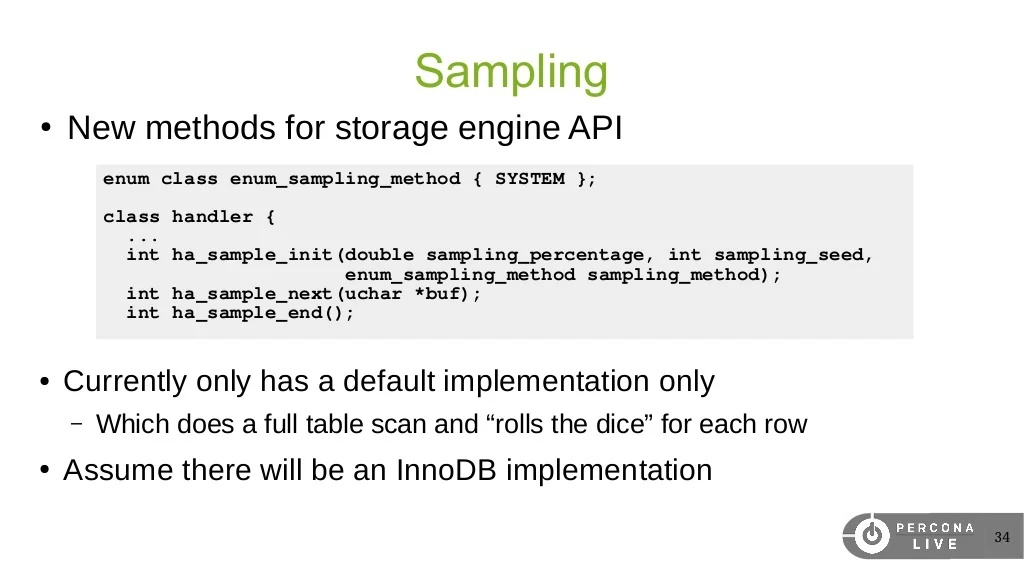 Sampling
• New methods for storage engine API
enum class enum_sampling_method { SYSTEM };
class handler {
  ...
  int ha_sample_init(double sampling_percentage, int sampling_seed,
                     enum_sampling_method sampling_method);
  int ha_sample_next(uchar *buf);
  int ha_sample_end();
• Currently only has a default implementation only
– Which does a full table scan and “rolls the dice” for each row
• Assume there will be an InnoDB implementation
PERCONA
LIVE
34